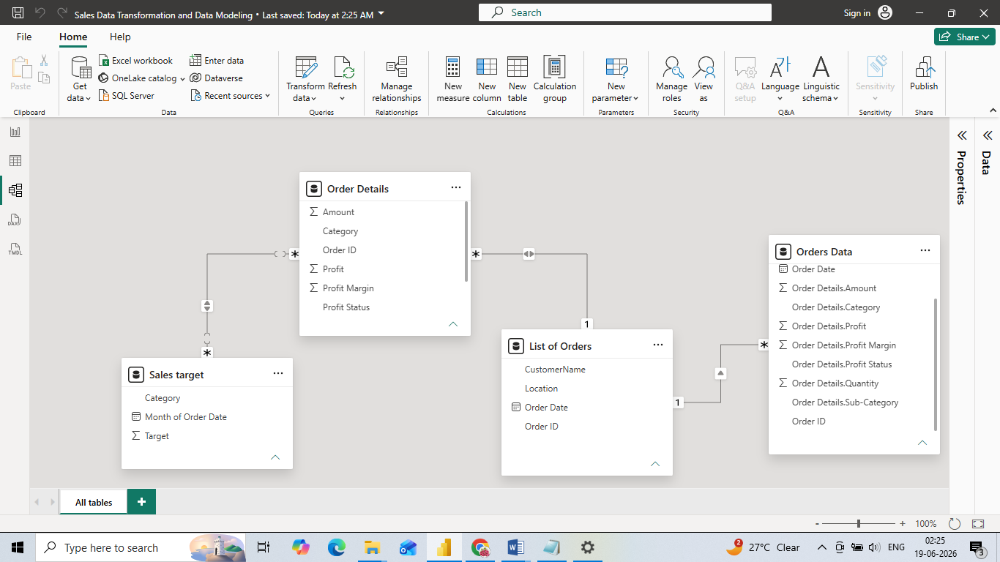 Sales Data Transformation and Data Modeling • Last saved: Today at 2:25 AM
Search
Sign in
File
Home
Help
Share
Paste
Clipboard
Get data
Excel workbook
OneLake catalog
SQL Server
Enter data
Dataverse
Recent sources
Data
Transform data
Refresh
Queries
Manage relationships
Relationships
New measure
New column
New table
Calculation group
Calculations
New parameter
Parameters
Manage roles
View as
Security
Q&A setup
Language
Linguistic schema
Q&A
Sensitivity
Sensitivity
Publish
Share
DAX
TMDL
Properties
Data
Order Details
Amount
Category
Order ID
Profit
Profit Margin
Profit Status
Sales target
Category
Month of Order Date
Target
List of Orders
CustomerName
Location
Order Date
Order ID
Orders Data
Order Date
Order Details.Amount
Order Details.Category
Order Details.Profit
Order Details.Profit Margin
Order Details.Profit Status
Order Details.Quantity
Order Details.Sub-Category
Order ID
*
*
*
1
1
*
All tables
+
- + 100%
Type here to search
2
27°C Clear
ENG
02:25
19-06-2026
3